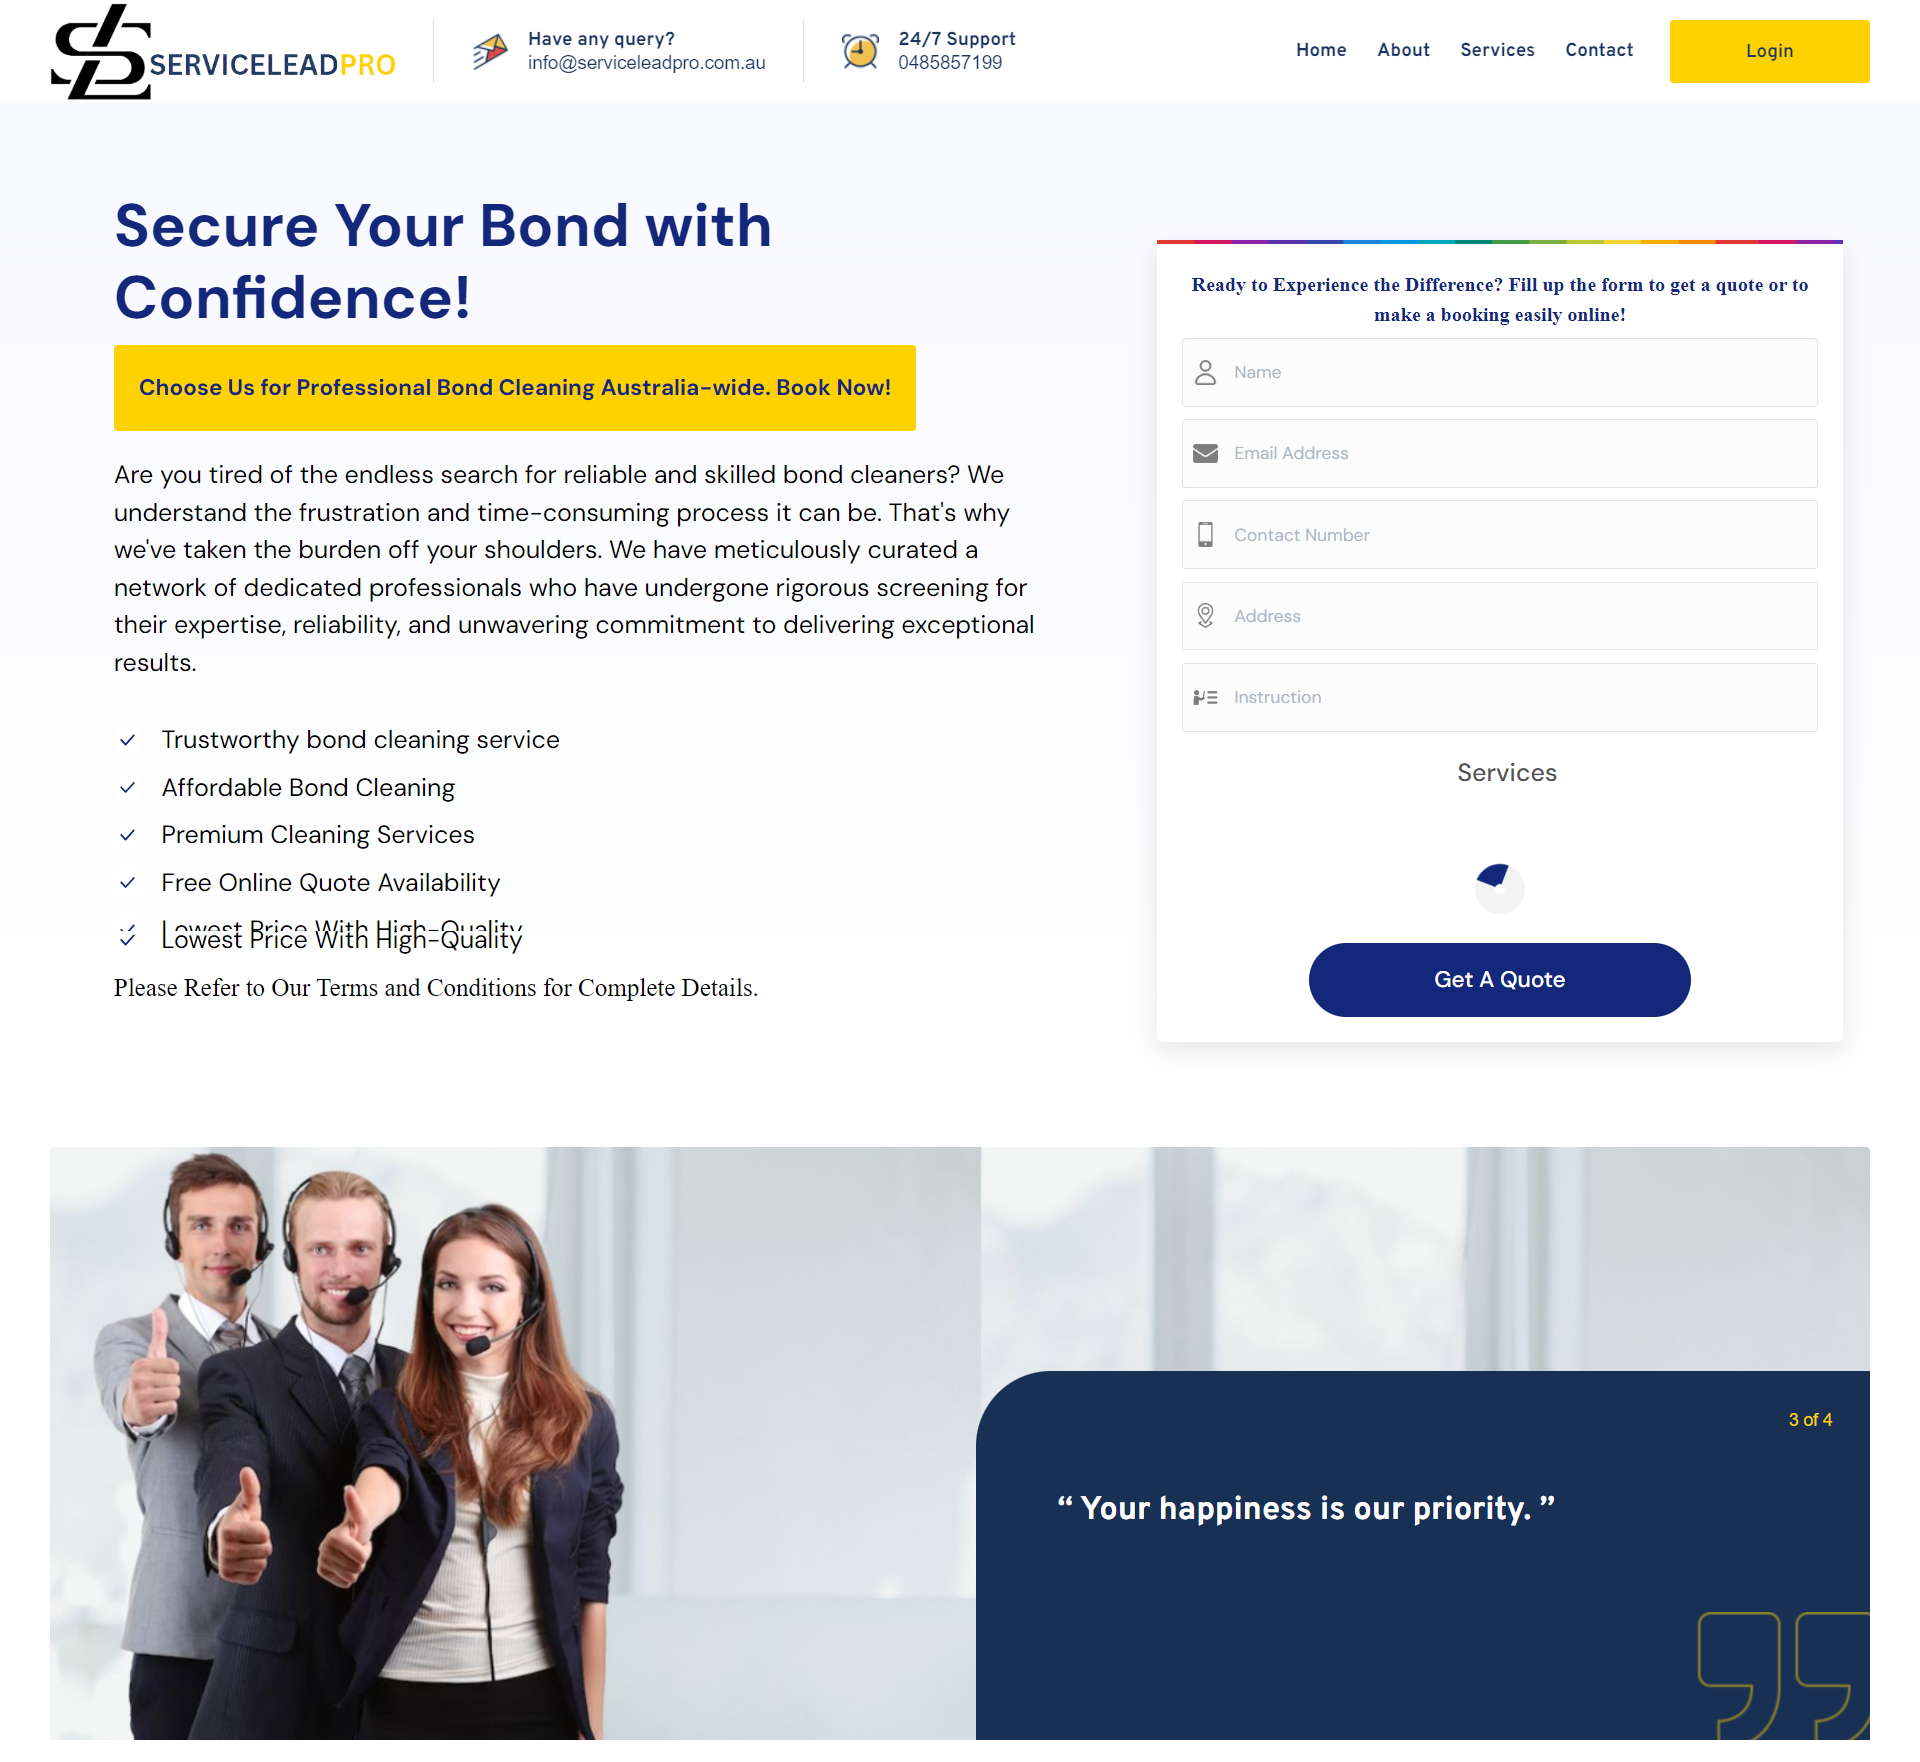 SERVICELEADPRO
Have any query?
info@serviceleadpro.com.au
24/7 Support
0485857199
Home
About
Services
Contact
Login
Secure Your Bond with
Confidence!
Choose Us for Professional Bond Cleaning Australia-wide. Book Now!
Are you tired of the endless search for reliable and skilled bond cleaners? We
understand the frustration and time-consuming process it can be. That's why
we've taken the burden off your shoulders. We have meticulously curated a
network of dedicated professionals who have undergone rigorous screening for
their expertise, reliability, and unwavering commitment to delivering exceptional
results.
Trustworthy bond cleaning service
Affordable Bond Cleaning
Premium Cleaning Services
Free Online Quote Availability
Lowest Price With High-Quality
Lowest Price With High-Quality
Please Refer to Our Terms and Conditions for Complete Details.
Ready to Experience the Difference? Fill up the form to get a quote or to
make a booking easily online!
Name
Email Address
Contact Number
Address
Instruction
Services
Get A Quote
3 of 4
“ Your happiness is our priority. ”